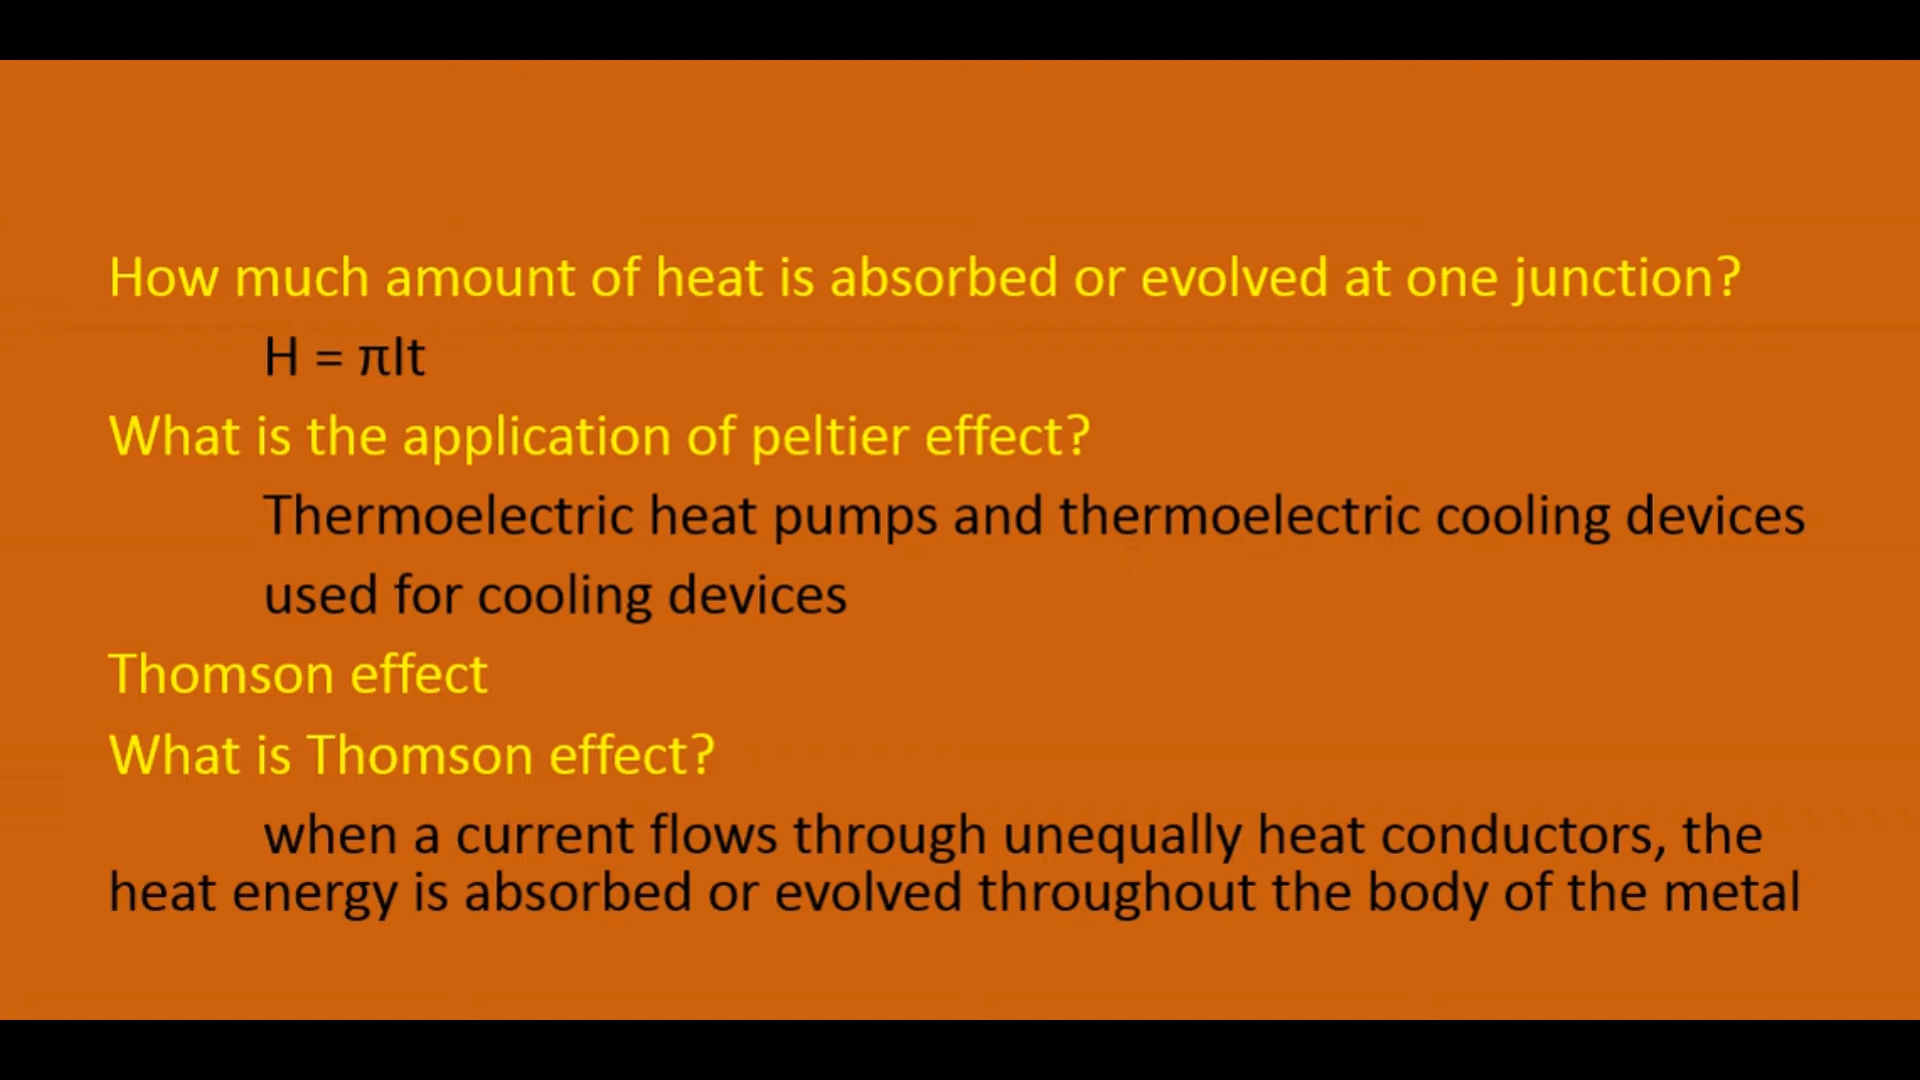 How much amount of heat is absorbed or evolved at one junction?
H = πIt
What is the application of peltier effect?
Thermoelectric heat pumps and thermoelectric cooling devices
used for cooling devices
Thomson effect
What is Thomson effect?
when a current flows through unequally heat conductors, the
heat energy is absorbed or evolved throughout the body of the metal